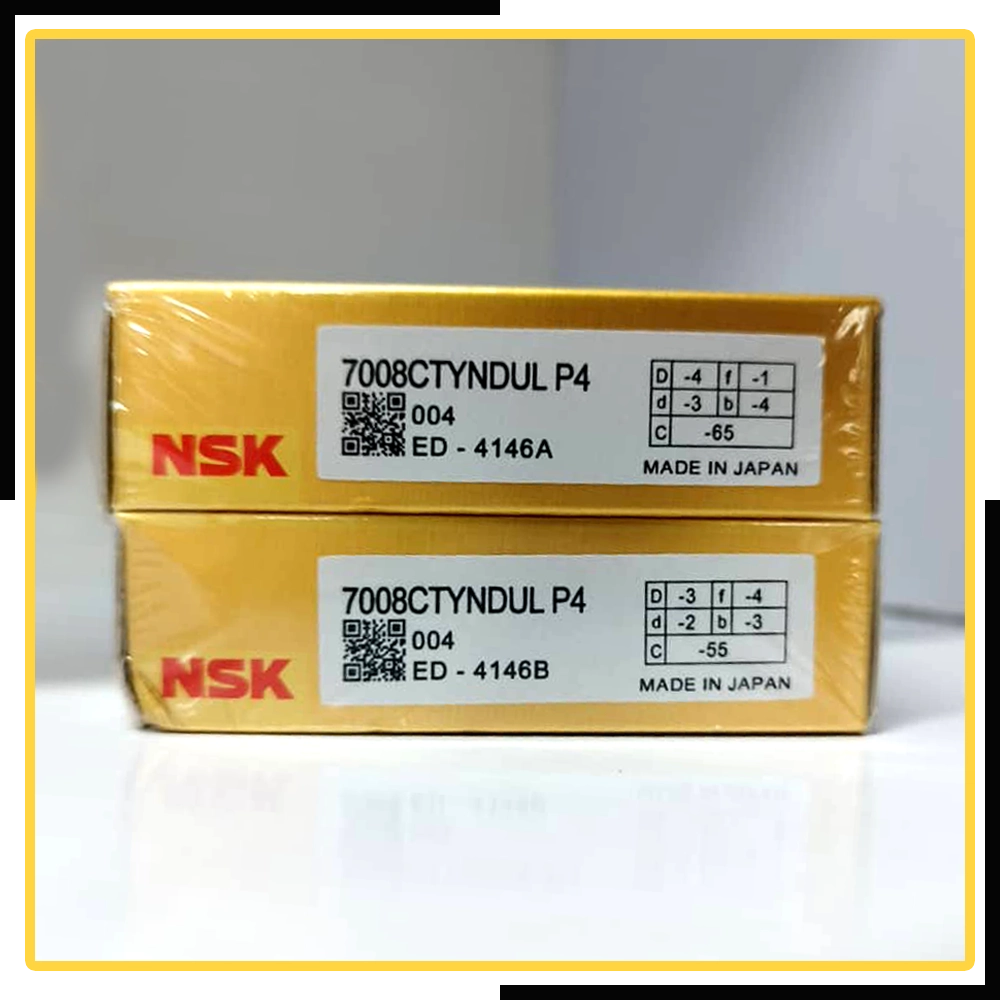 7008CTYNDUL P4
004
ED - 4146A
NSK
D -4 f -1
d -3 b -4
C -65
MADE IN JAPAN
7008CTYNDUL P4
004
ED - 4146B
NSK
D -3 f -4
d -2 b -3
C -55
MADE IN JAPAN